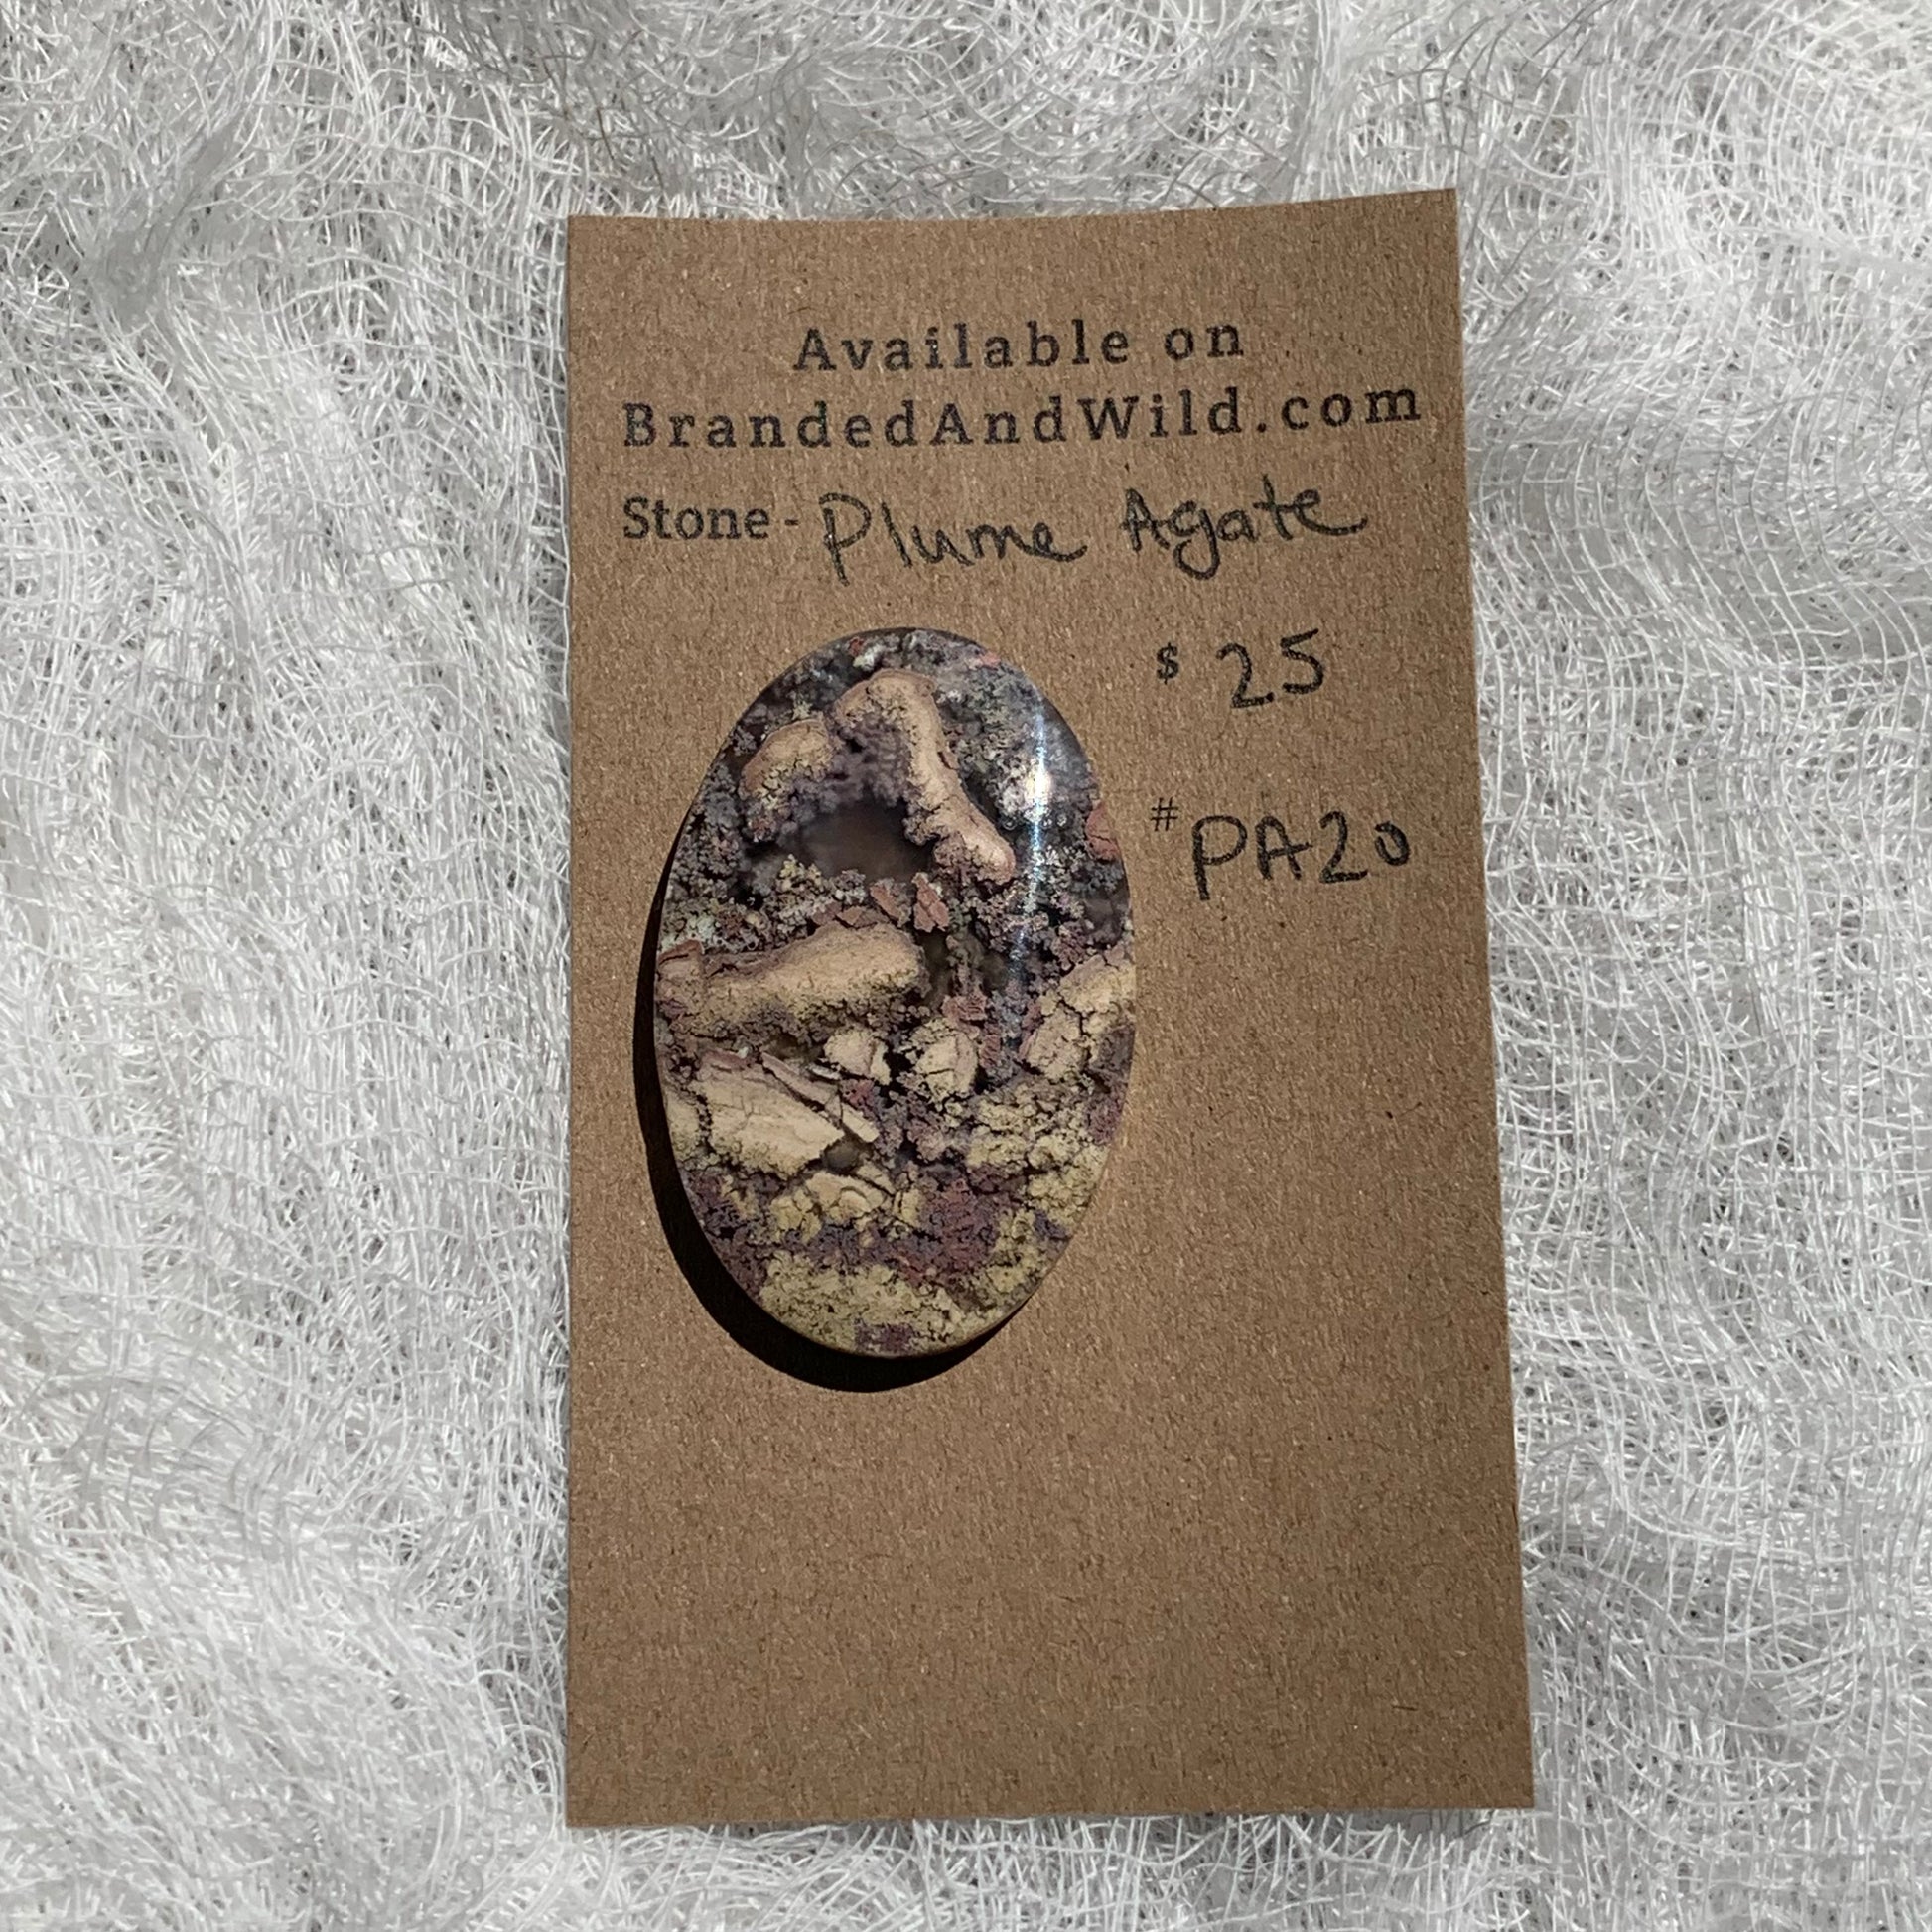 Available on
BrandedAndWild.com
Stone - Plume Agate
$ 25
# PA20